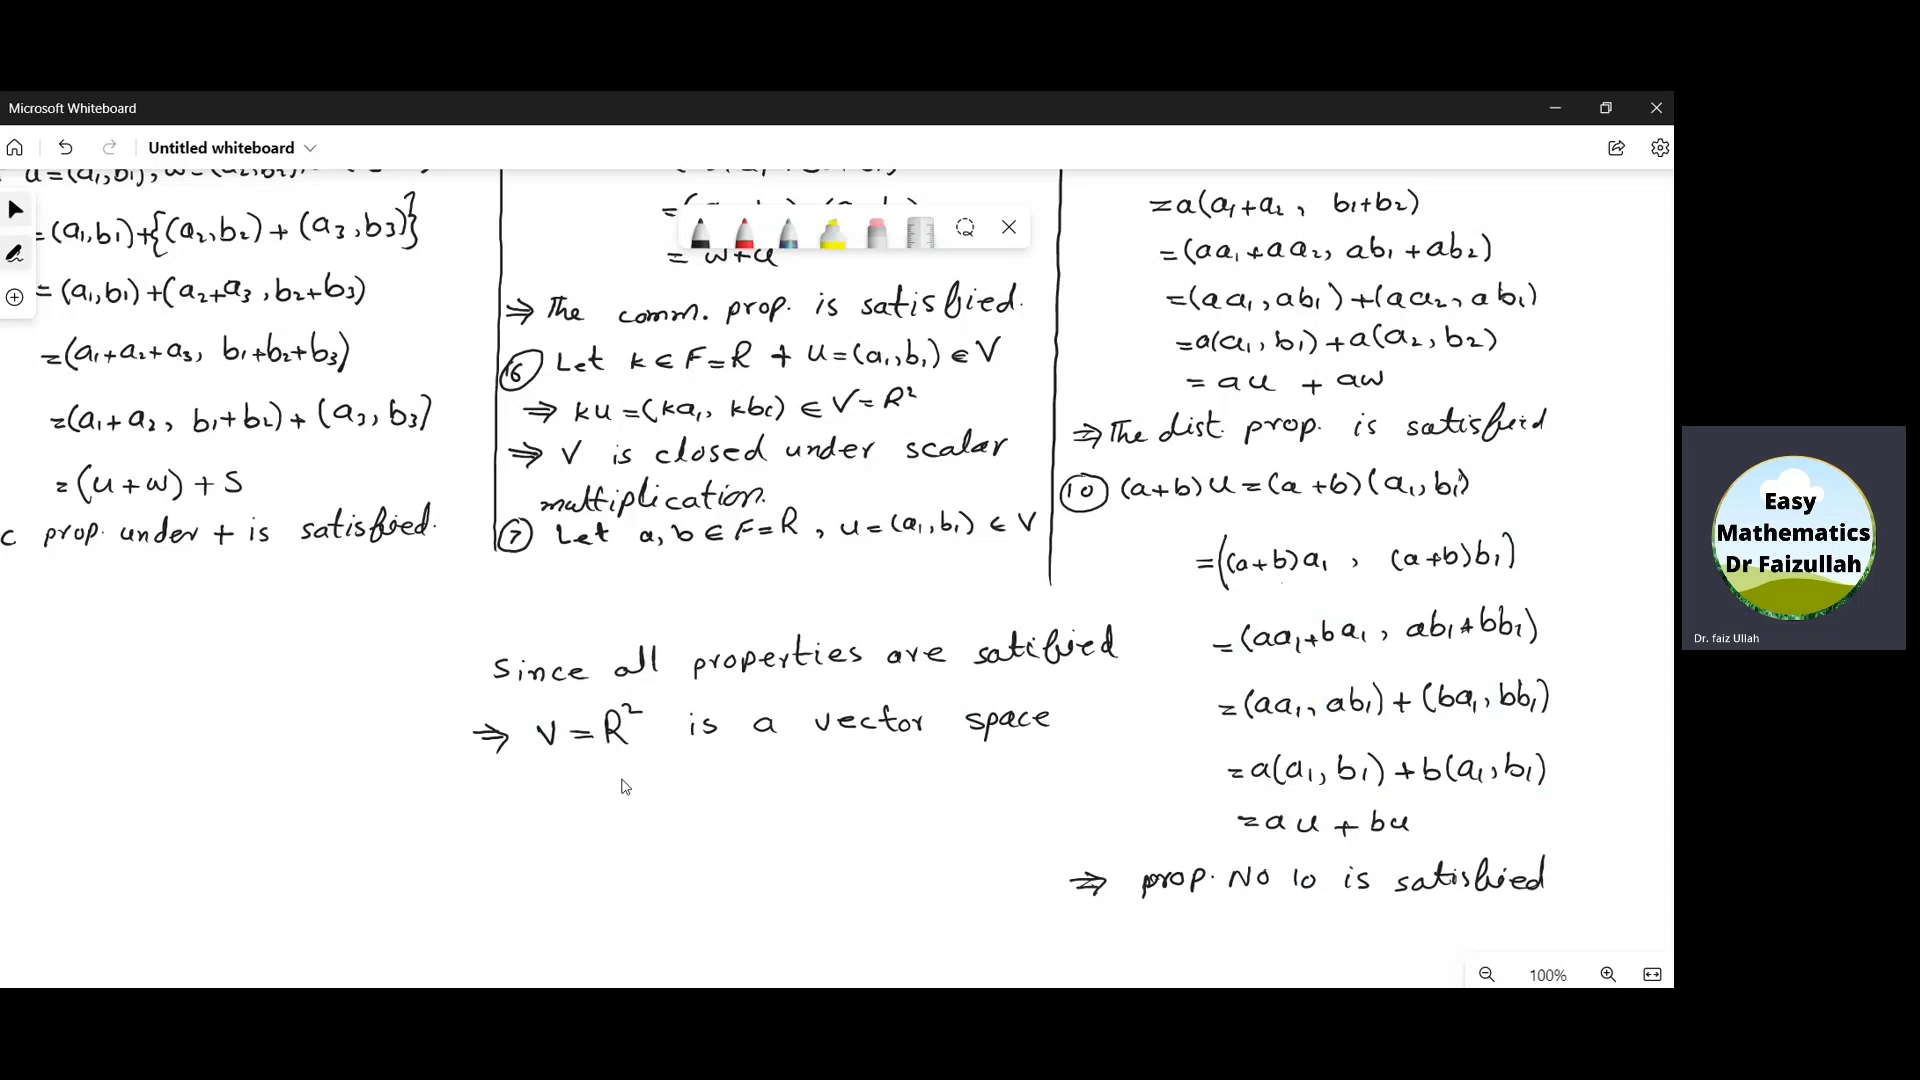 Microsoft Whiteboard
Untitled whiteboard
u=(a1,b1), w=(a2,b2),
=(a1,b1)+{(a2,b2)+(a3,b3)}
=(a1,b1)+(a2+a3,b2+b3)
=(a1+a2+a3, b1+b2+b3)
=(a1+a2, b1+b2)+(a3,b3)
=(u+w)+S
c prop. under + is satisfied.
= w+u
⇒ The comm. prop. is satisfied.
⑥ Let k ∈ F=R + u=(a1,b1) ∈ V
⇒ ku=(ka1, kb1) ∈ V=R²
⇒ V is closed under scalar
multiplication.
⑦ Let a,b ∈ F=R, u=(a1,b1) ∈ V
=a(a1+a2, b1+b2)
=(aa1+aa2, ab1+ab2)
=(aa1,ab1)+(aa2,ab1)
=a(a1,b1)+a(a2,b2)
=au + aw
⇒ The dist. prop. is satisfied
⑩ (a+b)u=(a+b)(a1,b1)
=((a+b)a1, (a+b)b1)
=(aa1+ba1, ab1+bb1)
=(aa1,ab1)+(ba1,bb1)
=a(a1,b1)+b(a1,b1)
=au+bu
⇒ prop. NO 10 is satisfied
Since all properties are satified
⇒ V=R² is a vector space
100%
Easy
Mathematics
Dr Faizullah
Dr. faiz Ullah